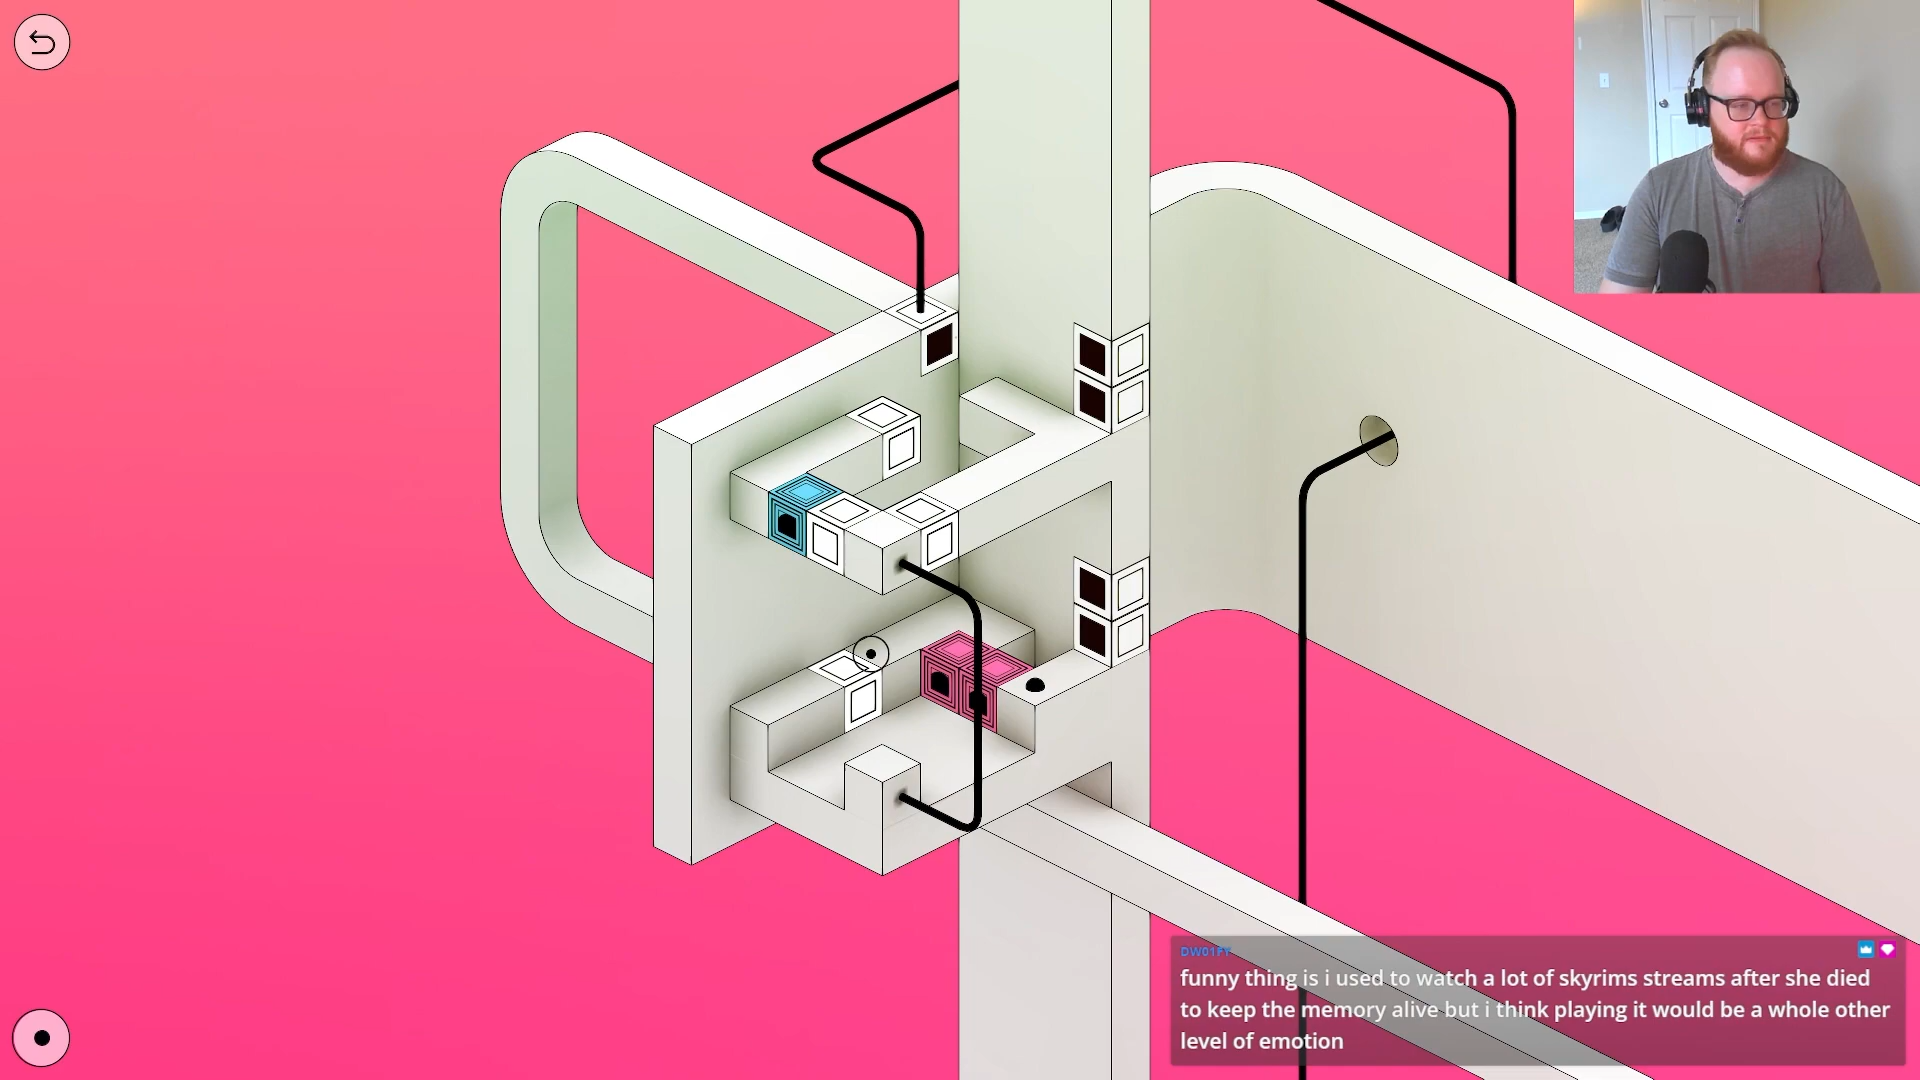 DW01FY
funny thing is i used to watch a lot of skyrims streams after she died
to keep the memory alive but i think playing it would be a whole other
level of emotion